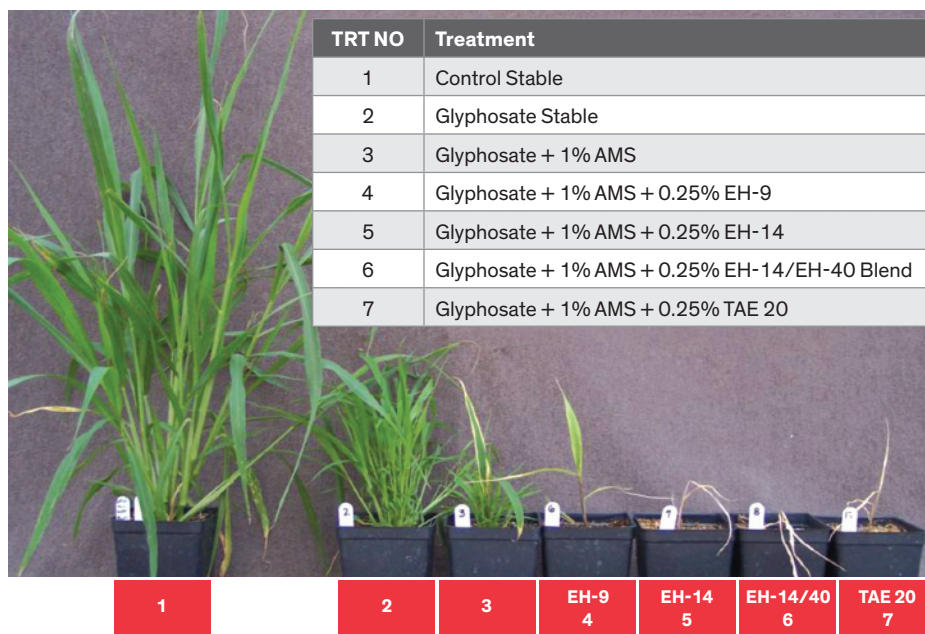 TRT NO Treatment
1 Control Stable
2 Glyphosate Stable
3 Glyphosate + 1% AMS
4 Glyphosate + 1% AMS + 0.25% EH-9
5 Glyphosate + 1% AMS + 0.25% EH-14
6 Glyphosate + 1% AMS + 0.25% EH-14/EH-40 Blend
7 Glyphosate + 1% AMS + 0.25% TAE 20
2
3
6
7
8
1
2
3
EH-9
4
EH-14
5
EH-14/40
6
TAE 20
7